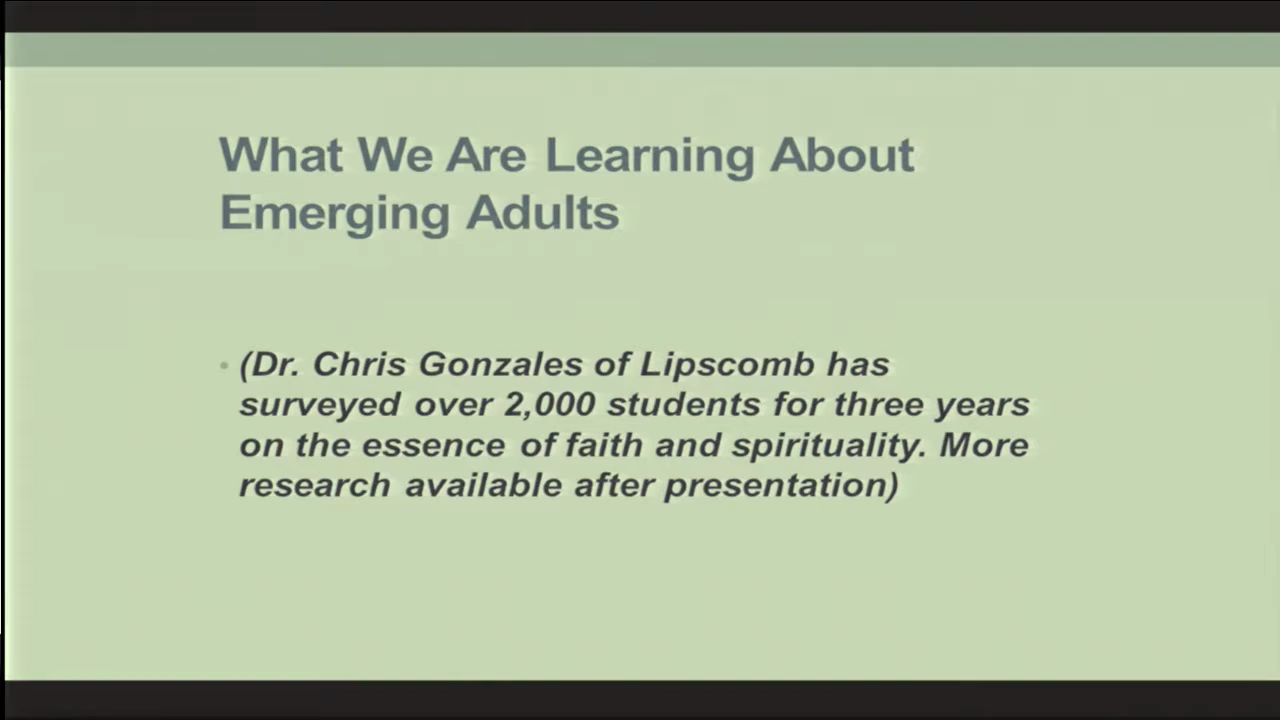 What We Are Learning About
Emerging Adults
• (Dr. Chris Gonzales of Lipscomb has
surveyed over 2,000 students for three years
on the essence of faith and spirituality. More
research available after presentation)